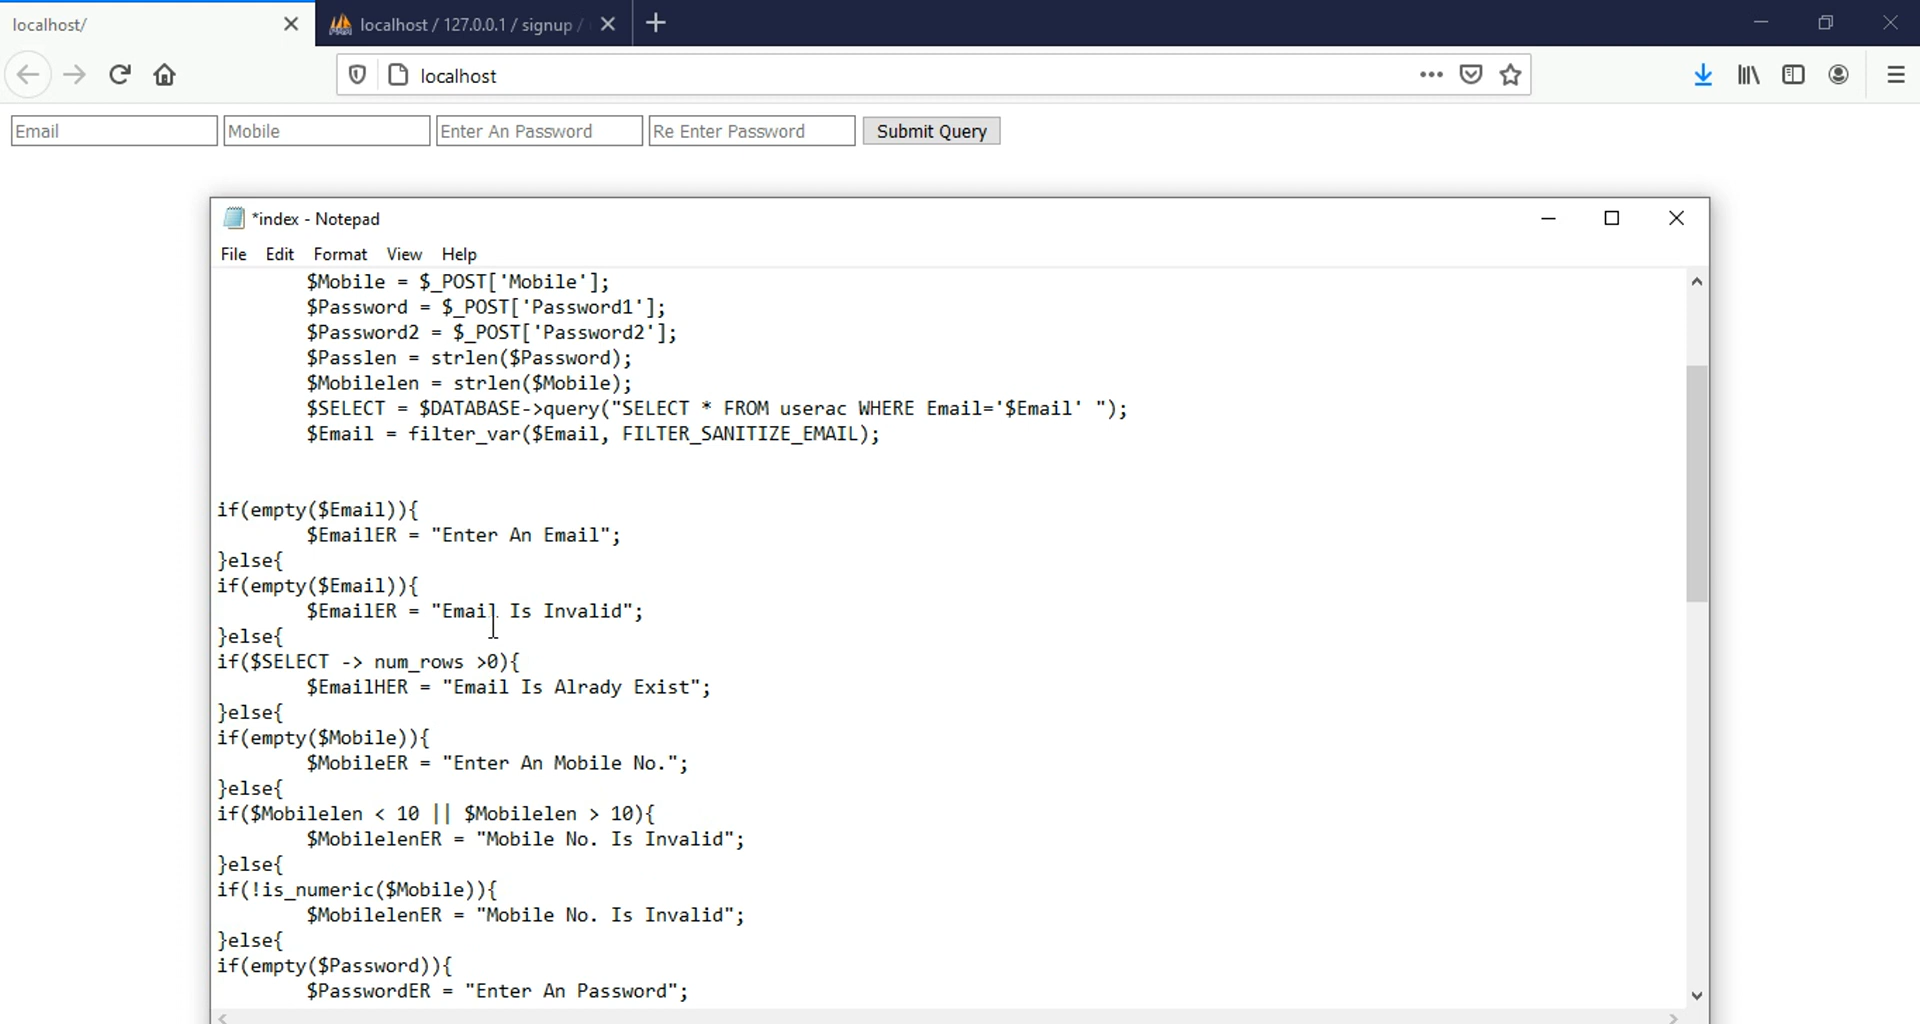 localhost/
localhost / 127.0.0.1 / signup /
localhost
Email
Mobile
Enter An Password
Re Enter Password
Submit Query
*index - Notepad
File Edit Format View Help
$Mobile = $_POST['Mobile'];
$Password = $_POST['Password1'];
$Password2 = $_POST['Password2'];
$Passlen = strlen($Password);
$Mobilelen = strlen($Mobile);
$SELECT = $DATABASE->query("SELECT * FROM userac WHERE Email='$Email' ");
$Email = filter_var($Email, FILTER_SANITIZE_EMAIL);
if(empty($Email)){
$EmailER = "Enter An Email";
}else{
if(empty($Email)){
$EmailER = "Email Is Invalid";
}else{
if($SELECT -> num_rows >0){
$EmailHER = "Email Is Alrady Exist";
}else{
if(empty($Mobile)){
$MobileER = "Enter An Mobile No.";
}else{
if($Mobilelen < 10 || $Mobilelen > 10){
$MobilelenER = "Mobile No. Is Invalid";
}else{
if(!is_numeric($Mobile)){
$MobilelenER = "Mobile No. Is Invalid";
}else{
if(empty($Password)){
$PasswordER = "Enter An Password";